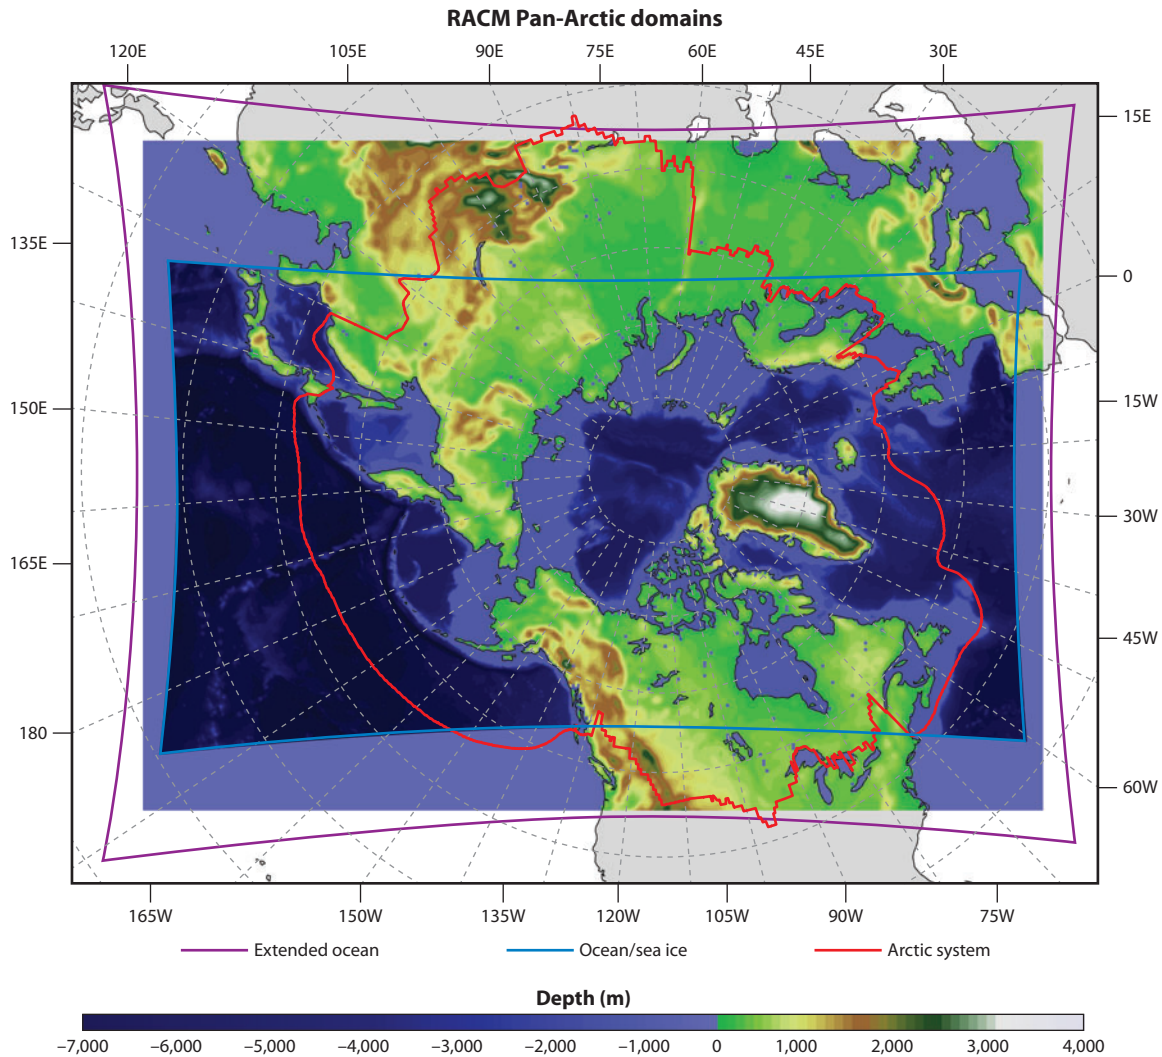 RACM Pan-Arctic domains
120E 105E 90E 75E 60E 45E 30E
15E
135E
0
150E
15W
30W
165E
45W
180
60W
165W 150W 135W 120W 105W 90W 75W
Extended ocean Ocean/sea ice Arctic system
Depth (m)
−7,000 −6,000 −5,000 −4,000 −3,000 −2,000 −1,000 0 1,000 2,000 3,000 4,000